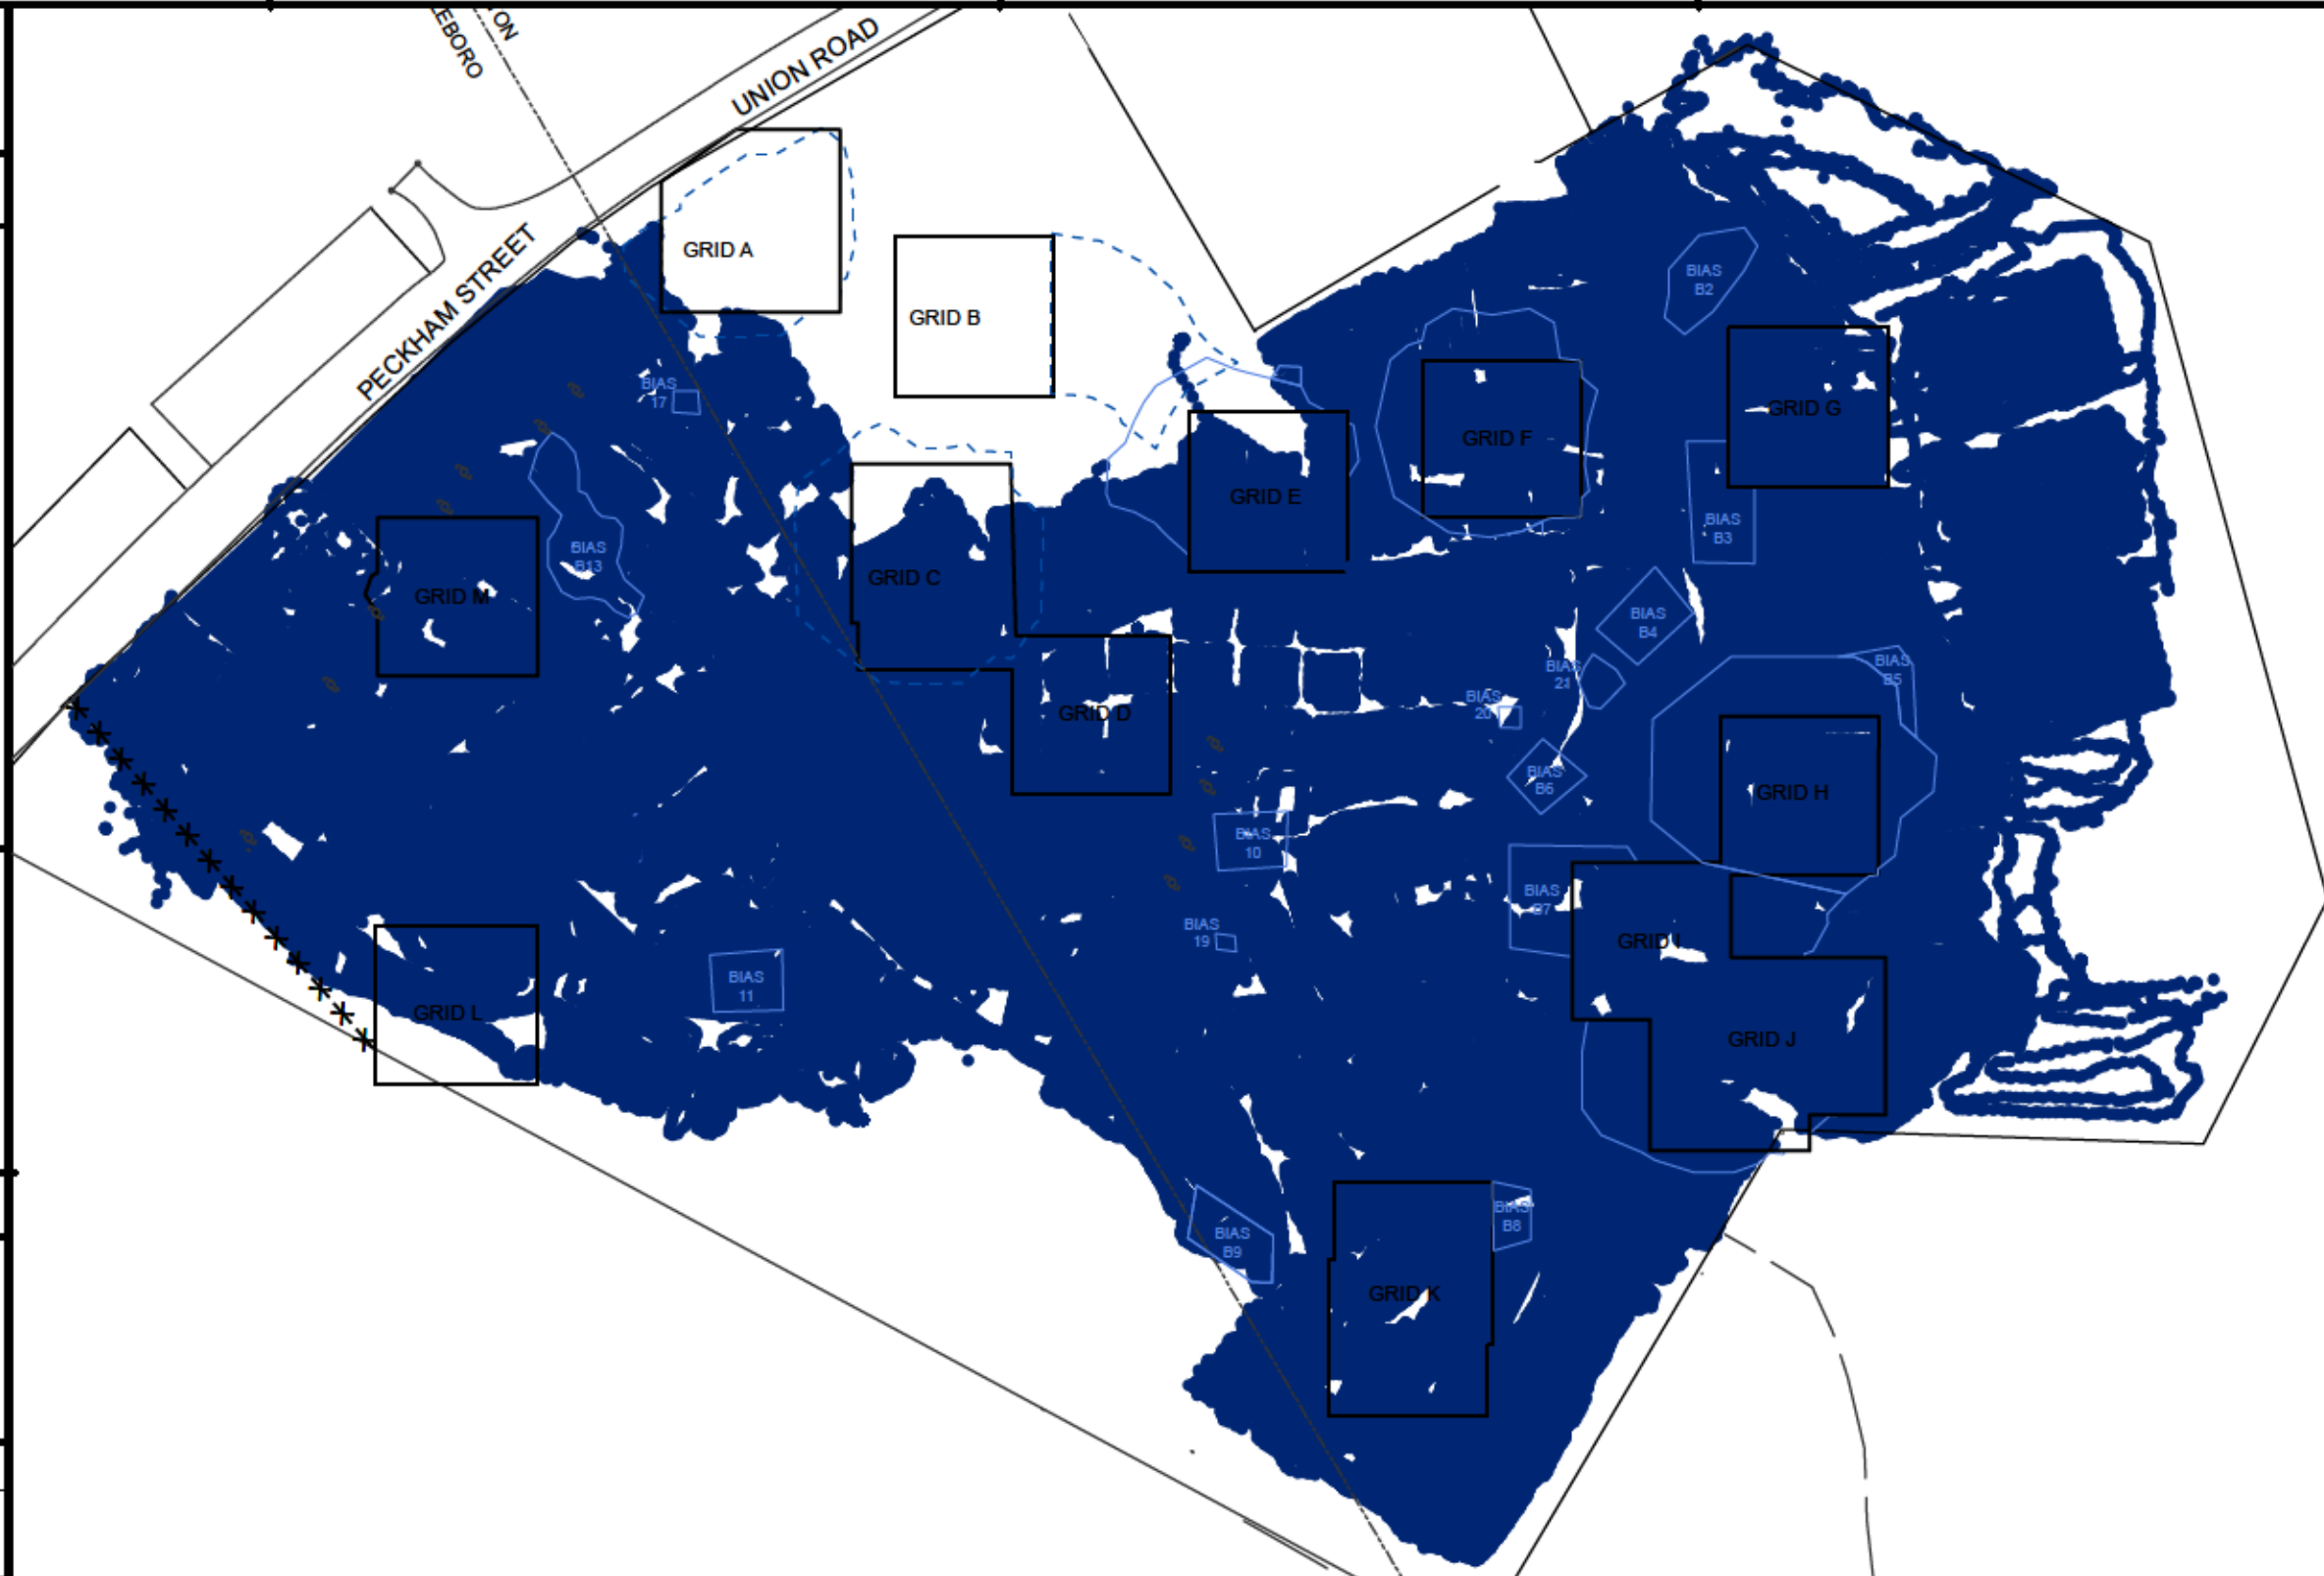 EBORO
TON
UNION ROAD
PECKHAM STREET
GRID A
GRID B
BIAS
B2
BIAS
17
GRID G
GRID F
GRID E
BIAS
B3
BIAS
B13
GRID C
GRID M
BIAS
B4
BIAS
21
BIAS
B5
BIAS
20
GRID D
BIAS
B6
GRID H
BIAS
10
BIAS
B7
BIAS
19
GRID I
BIAS
11
GRID L
GRID J
BIAS
B8
BIAS
B9
GRID K